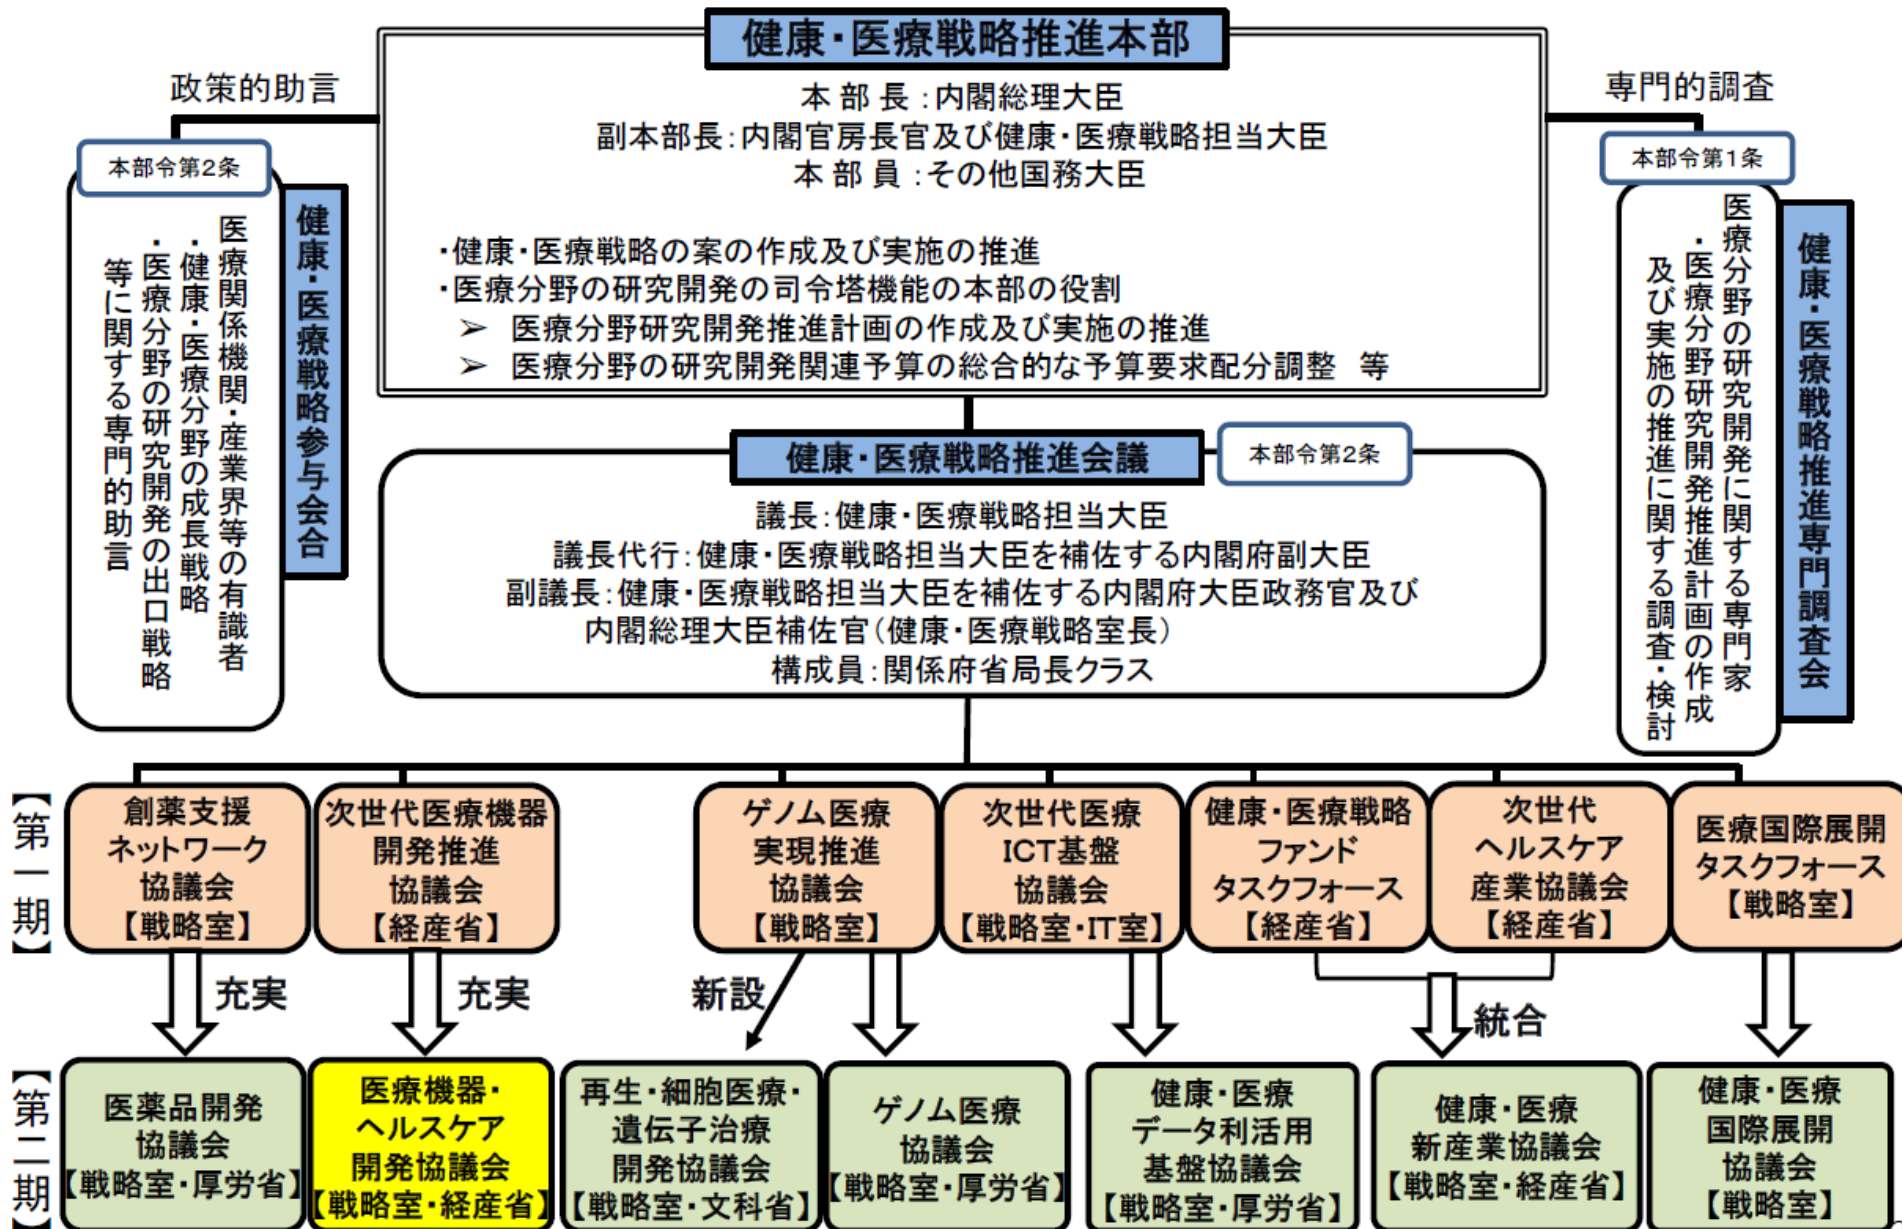 健康・医療戦略推進本部
本部長：内閣総理大臣
副本部長：内閣官房長官及び健康・医療戦略担当大臣
本部員：その他国務大臣
・健康・医療戦略の案の作成及び実施の推進
・医療分野の研究開発の司令塔機能の本部の役割
➢ 医療分野研究開発推進計画の作成及び実施の推進
➢ 医療分野の研究開発関連予算の総合的な予算要求配分調整　等
政策的助言
本部令第2条
健康・医療戦略参与会合
医療関係機関・産業界等の有識者
・健康・医療分野の成長戦略
・医療分野の研究開発の出口戦略
等に関する専門的助言
専門的調査
本部令第1条
健康・医療戦略推進専門調査会
医療分野の研究開発に関する専門家
・医療分野研究開発推進計画の作成
及び実施の推進に関する調査・検討
健康・医療戦略推進会議
本部令第2条
議長：健康・医療戦略担当大臣
議長代行：健康・医療戦略担当大臣を補佐する内閣府副大臣
副議長：健康・医療戦略担当大臣を補佐する内閣府大臣政務官及び
内閣総理大臣補佐官（健康・医療戦略室長）
構成員：関係府省局長クラス
【第一期】
創薬支援
ネットワーク
協議会
【戦略室】
次世代医療機器
開発推進
協議会
【経産省】
ゲノム医療
実現推進
協議会
【戦略室】
次世代医療
ICT基盤
協議会
【戦略室・IT室】
健康・医療戦略
ファンド
タスクフォース
【経産省】
次世代
ヘルスケア
産業協議会
【経産省】
医療国際展開
タスクフォース
【戦略室】
充実
充実
新設
統合
【第二期】
医薬品開発
協議会
【戦略室・厚労省】
医療機器・
ヘルスケア
開発協議会
【戦略室・経産省】
再生・細胞医療・
遺伝子治療
開発協議会
【戦略室・文科省】
ゲノム医療
協議会
【戦略室・厚労省】
健康・医療
データ利活用
基盤協議会
【戦略室・厚労省】
健康・医療
新産業協議会
【戦略室・経産省】
健康・医療
国際展開
協議会
【戦略室】